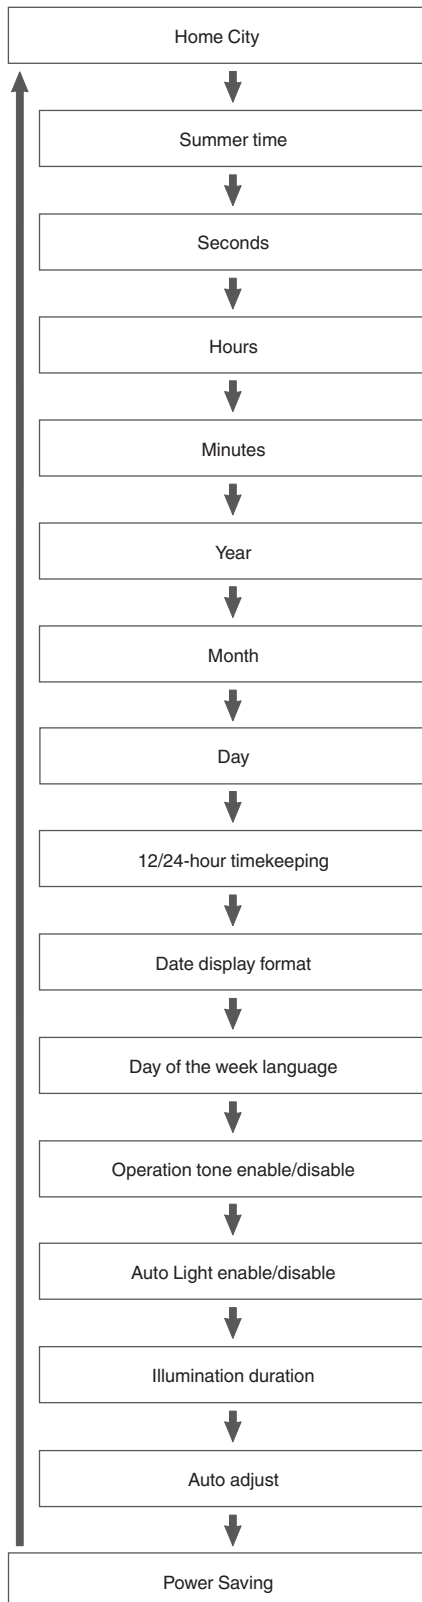 Home City
Summer time
Seconds
Hours
Minutes
Year
Month
Day
12/24-hour timekeeping
Date display format
Day of the week language
Operation tone enable/disable
Auto Light enable/disable
Illumination duration
Auto adjust
Power Saving